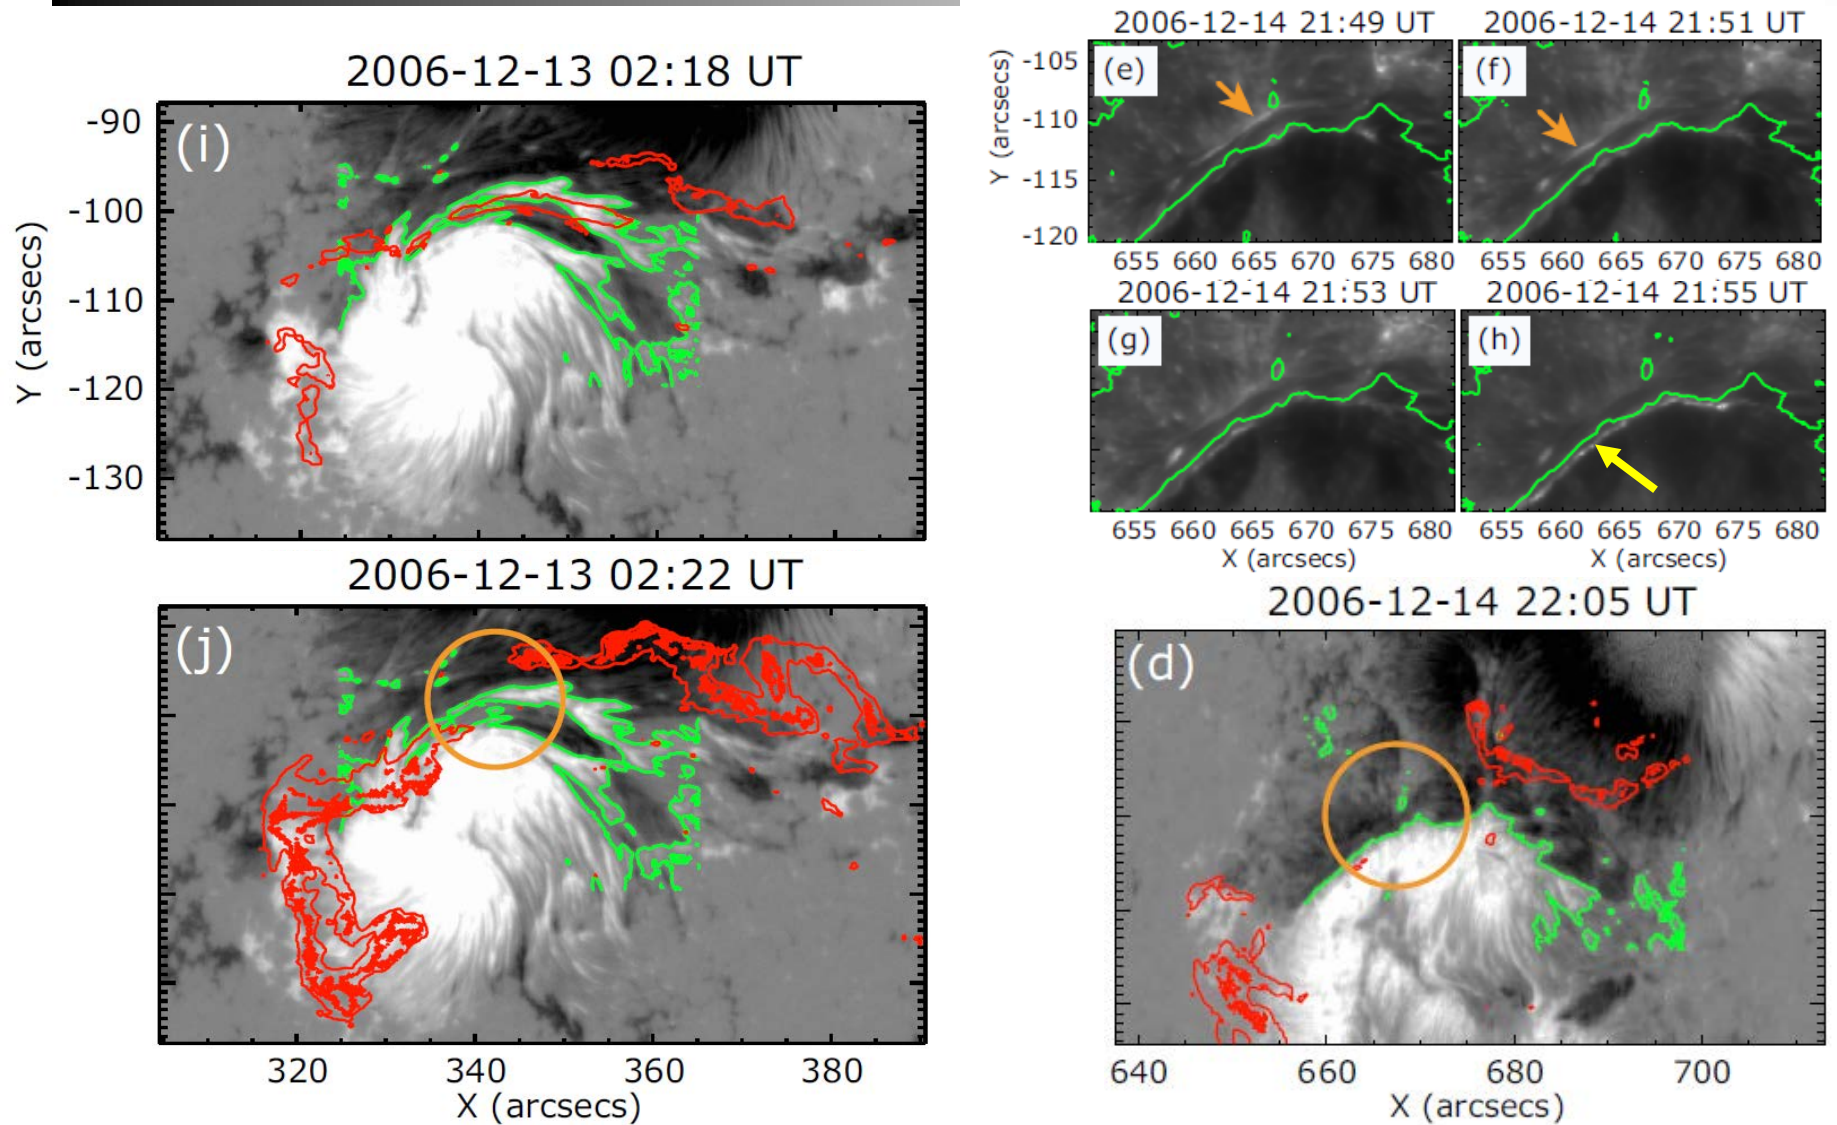 2006-12-13 02:18 UT
(i)
-90
-100
-110
-120
-130
Y (arcsecs)
2006-12-13 02:22 UT
(j)
320 340 360 380
X (arcsecs)
2006-12-14 21:49 UT 2006-12-14 21:51 UT
(e) (f)
-105
-110
-115
-120
Y (arcsecs)
655 660 665 670 675 680 655 660 665 670 675 680
2006-12-14 21:53 UT 2006-12-14 21:55 UT
(g) (h)
655 660 665 670 675 680 655 660 665 670 675 680
X (arcsecs) X (arcsecs)
2006-12-14 22:05 UT
(d)
640 660 680 700
X (arcsecs)